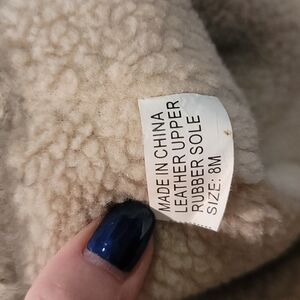 MADE IN CHINA
LEATHER UPPER
RUBBER SOLE
SIZE: 8M